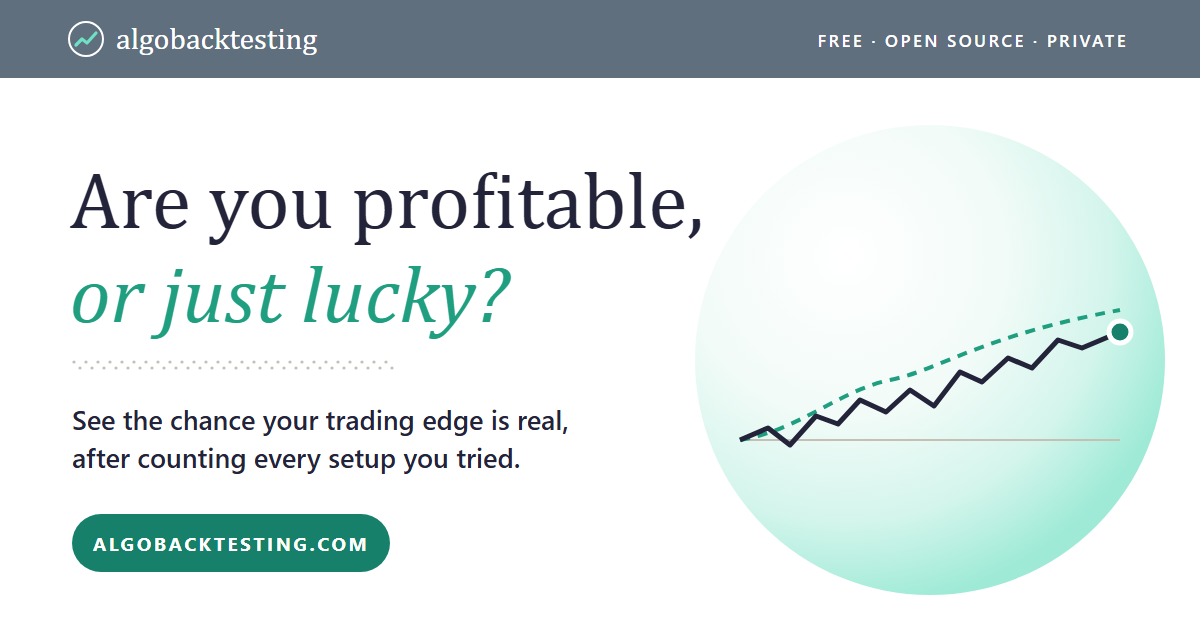 algobacktesting
FREE · OPEN SOURCE · PRIVATE
Are you profitable,
or just lucky?
See the chance your trading edge is real,
after counting every setup you tried.
ALGOBACKTESTING.COM